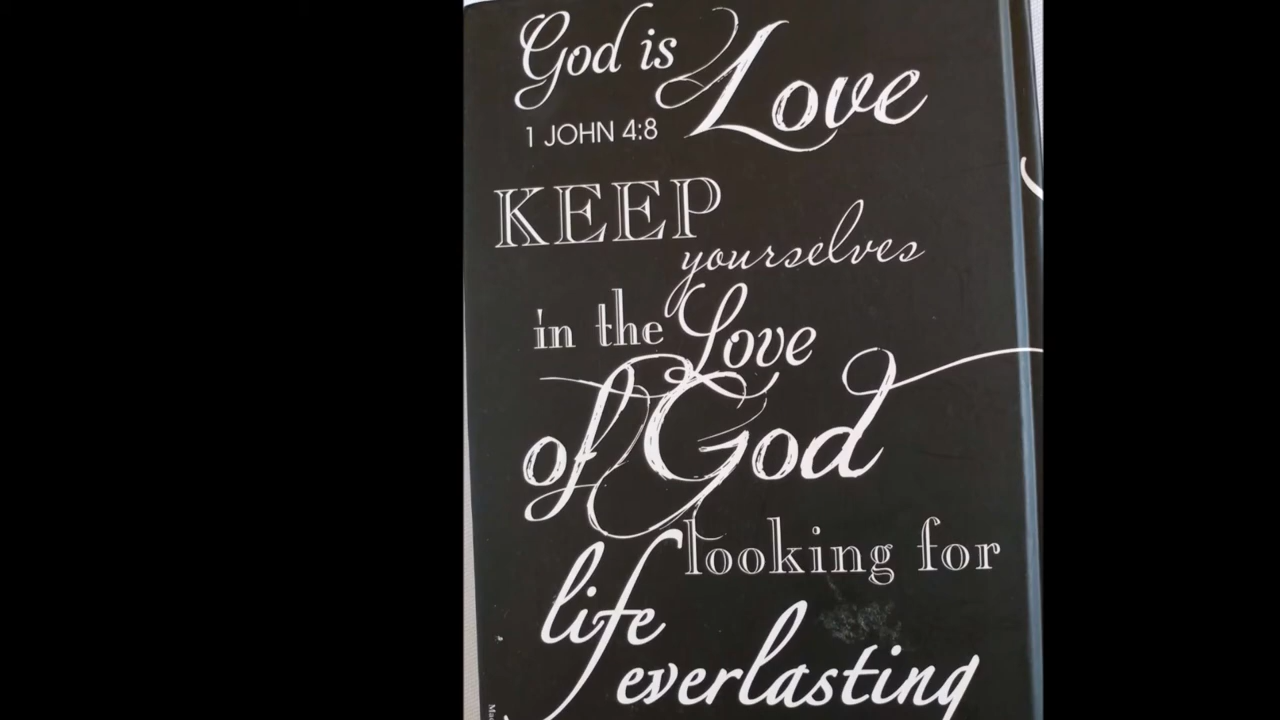 God is Love
1 JOHN 4:8
KEEP
yourselves
in the Love
of God
looking for
life
everlasting